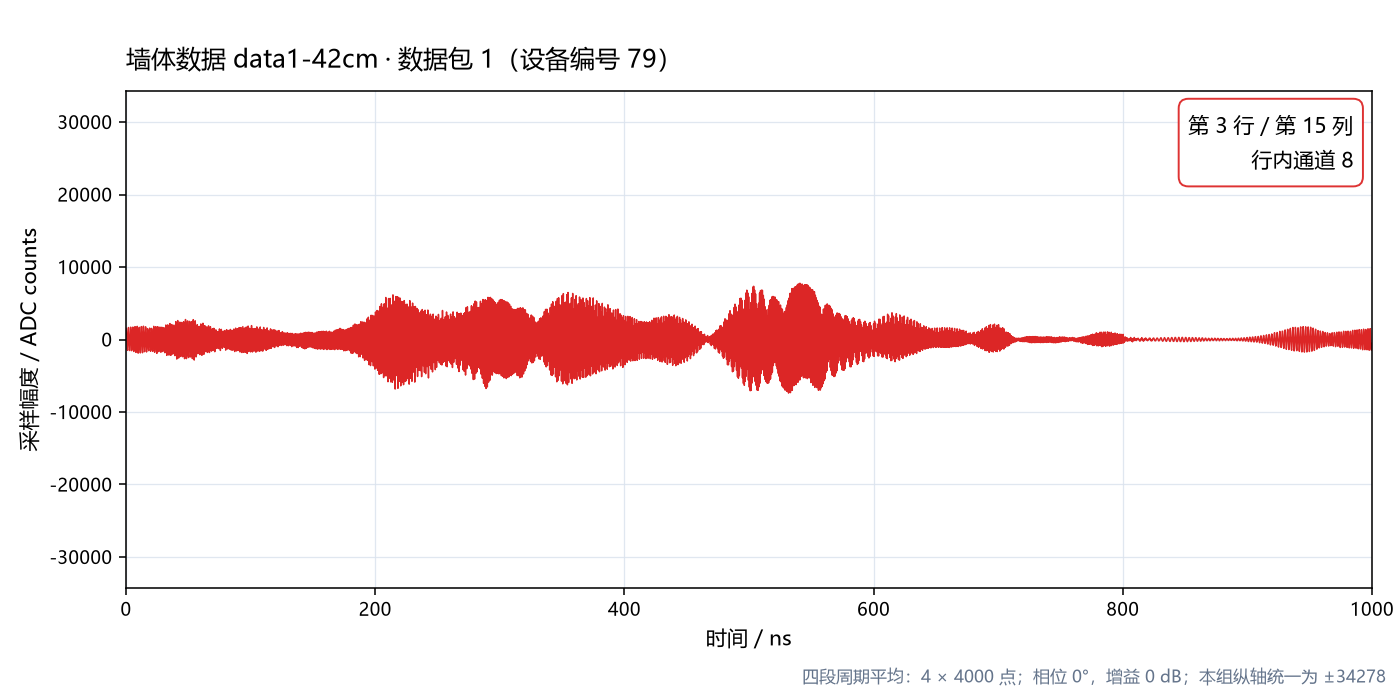 墙体数据 data1-42cm · 数据包 1（设备编号 79）
第 3 行 / 第 15 列
行内通道 8
30000
20000
10000
0
-10000
-20000
-30000
采样幅度 / ADC counts
0 200 400 600 800 1000
时间 / ns
四段周期平均：4 × 4000 点；相位 0°，增益 0 dB；本组纵轴统一为 ±34278